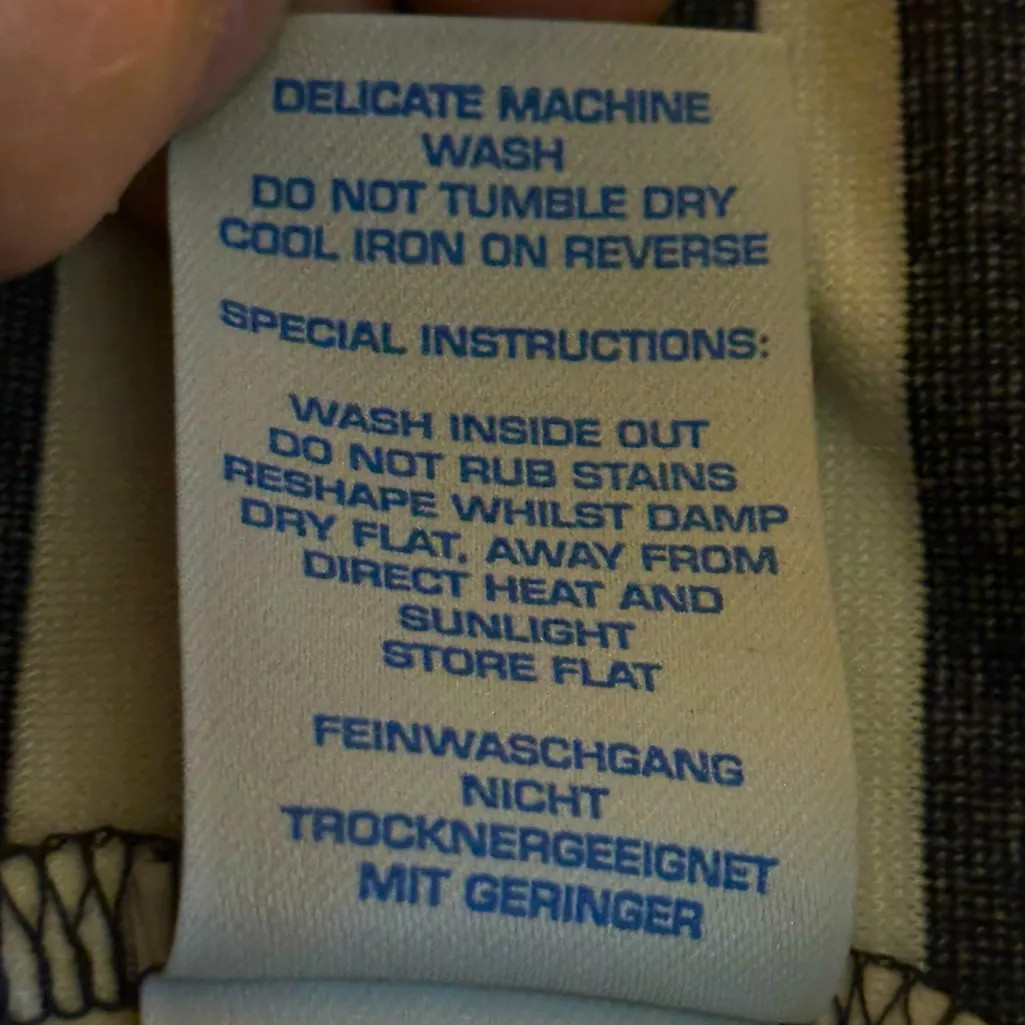 DELICATE MACHINE
WASH
DO NOT TUMBLE DRY
COOL IRON ON REVERSE
SPECIAL INSTRUCTIONS:
WASH INSIDE OUT
DO NOT RUB STAINS
RESHAPE WHILST DAMP
DRY FLAT, AWAY FROM
DIRECT HEAT AND
SUNLIGHT
STORE FLAT
FEINWASCHGANG
NICHT
TROCKNERGEEIGNET
MIT GERINGER